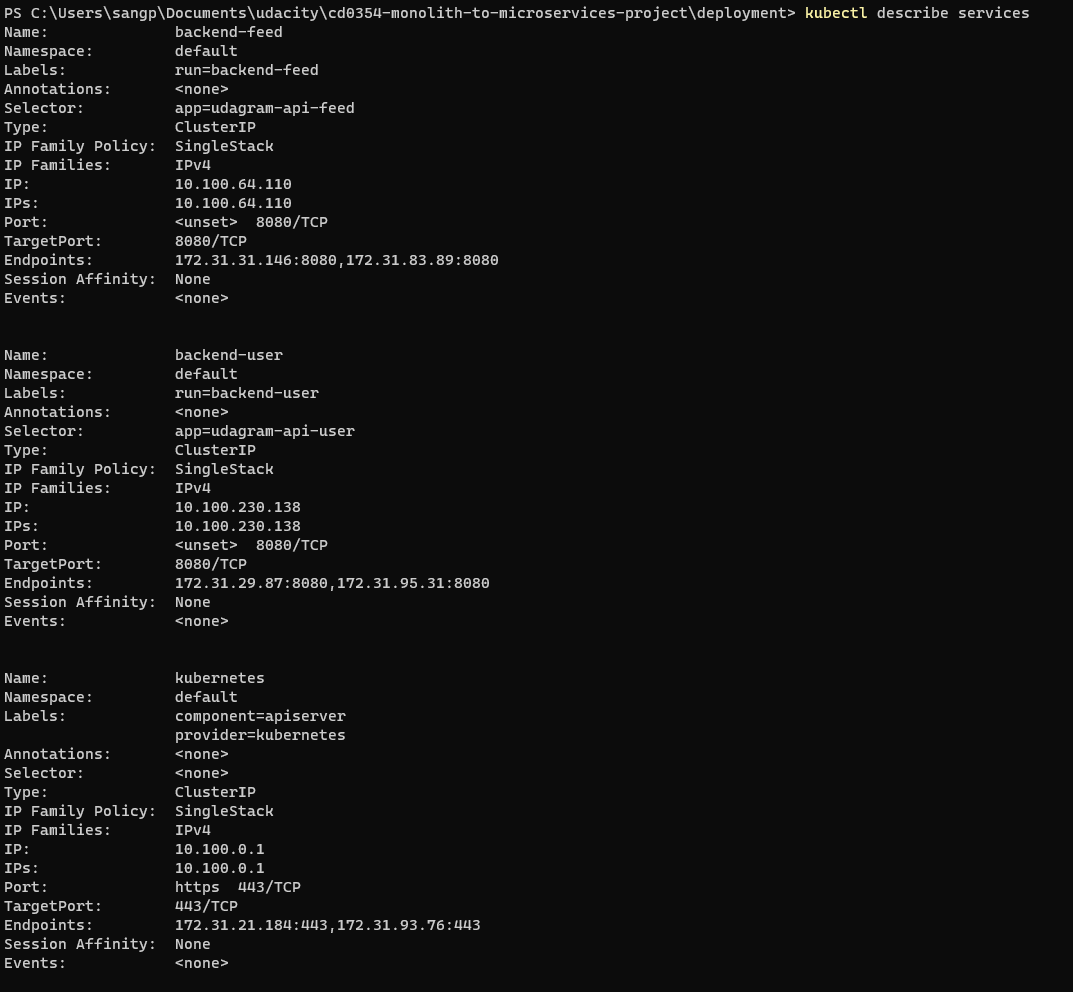 PS C:\Users\sangp\Documents\udacity\cd0354-monolith-to-microservices-project\deployment> kubectl describe services
Name:              backend-feed
Namespace:         default
Labels:            run=backend-feed
Annotations:       <none>
Selector:          app=udagram-api-feed
Type:              ClusterIP
IP Family Policy:  SingleStack
IP Families:       IPv4
IP:                10.100.64.110
IPs:               10.100.64.110
Port:              <unset>  8080/TCP
TargetPort:        8080/TCP
Endpoints:         172.31.31.146:8080,172.31.83.89:8080
Session Affinity:  None
Events:            <none>

Name:              backend-user
Namespace:         default
Labels:            run=backend-user
Annotations:       <none>
Selector:          app=udagram-api-user
Type:              ClusterIP
IP Family Policy:  SingleStack
IP Families:       IPv4
IP:                10.100.230.138
IPs:               10.100.230.138
Port:              <unset>  8080/TCP
TargetPort:        8080/TCP
Endpoints:         172.31.29.87:8080,172.31.95.31:8080
Session Affinity:  None
Events:            <none>

Name:              kubernetes
Namespace:         default
Labels:            component=apiserver
                   provider=kubernetes
Annotations:       <none>
Selector:          <none>
Type:              ClusterIP
IP Family Policy:  SingleStack
IP Families:       IPv4
IP:                10.100.0.1
IPs:               10.100.0.1
Port:              https  443/TCP
TargetPort:        443/TCP
Endpoints:         172.31.21.184:443,172.31.93.76:443
Session Affinity:  None
Events:            <none>